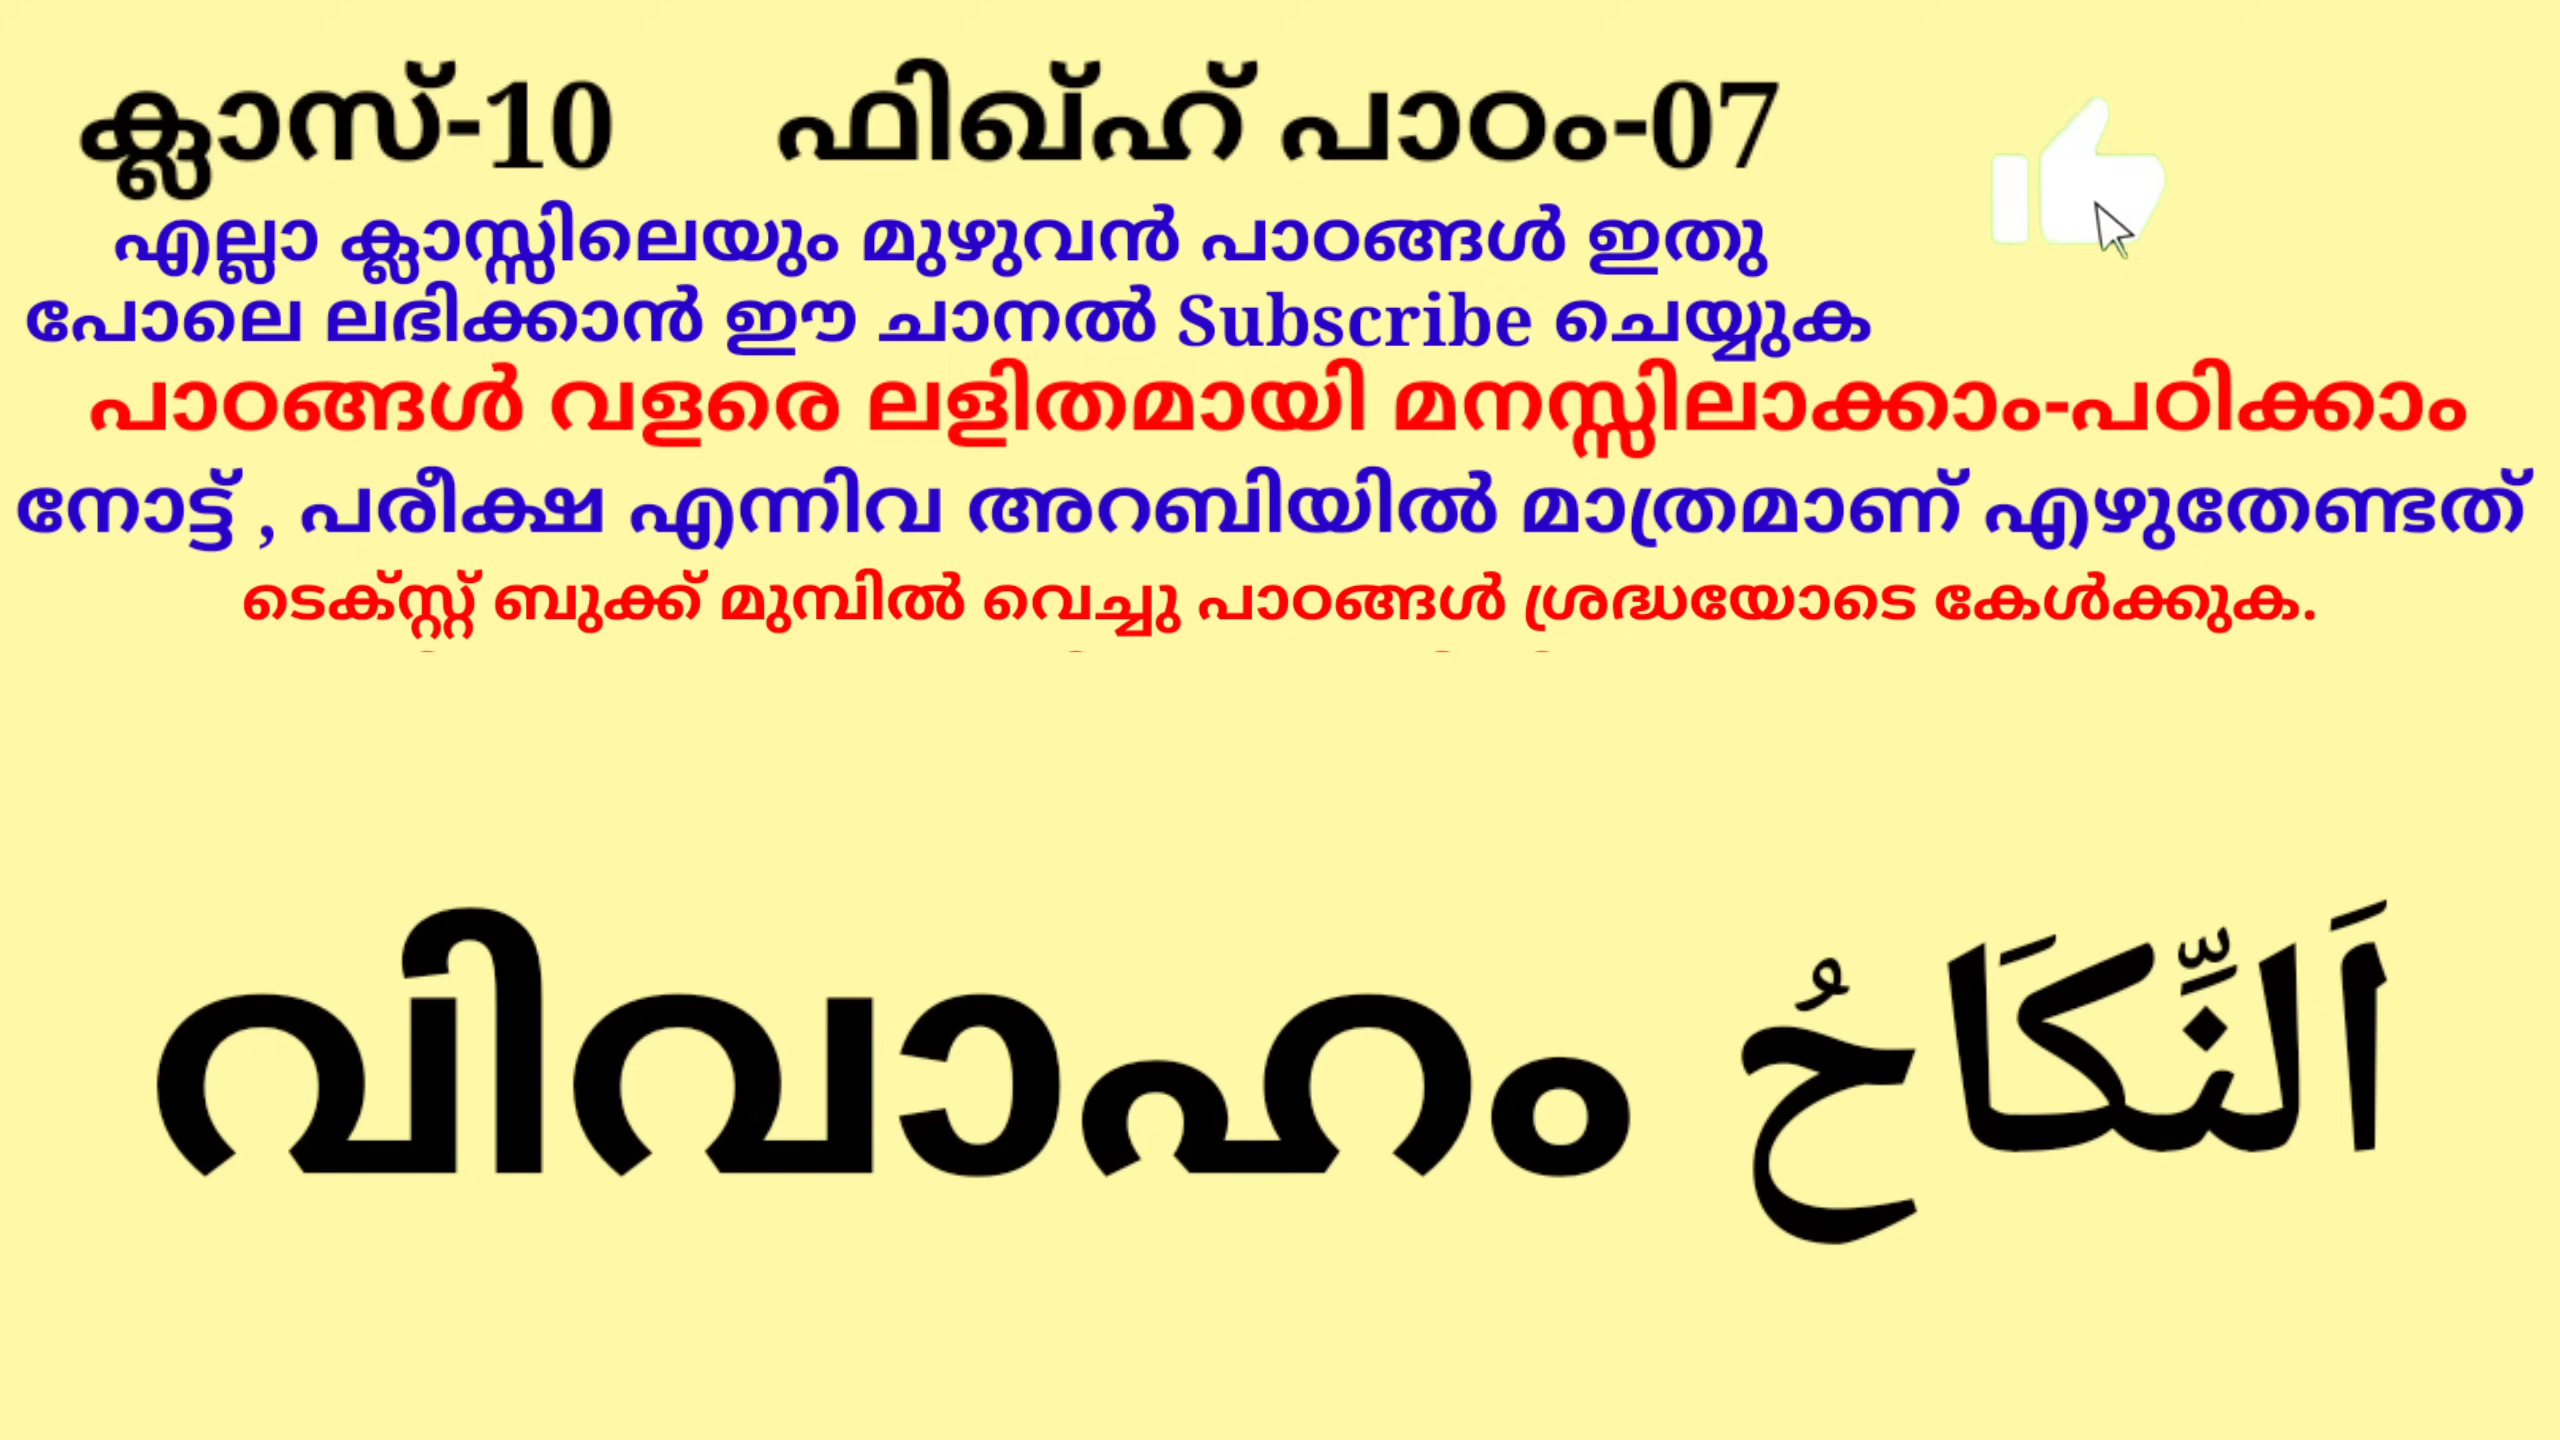 ക്ലാസ്-10 ഫിഖ്ഹ് പാഠം-07
എല്ലാ ക്ലാസ്സിലെയും മുഴുവൻ പാഠങ്ങൾ ഇതു
പോലെ ലഭിക്കാൻ ഈ ചാനൽ Subscribe ചെയ്യുക
പാഠങ്ങൾ വളരെ ലളിതമായി മനസ്സിലാക്കാം-പഠിക്കാം
നോട്ട് , പരീക്ഷ എന്നിവ അറബിയിൽ മാത്രമാണ് എഴുതേണ്ടത്
ടെക്സ്റ്റ് ബുക്ക് മുമ്പിൽ വെച്ചു പാഠങ്ങൾ ശ്രദ്ധയോടെ കേൾക്കുക.
വിവാഹം اَلنِّكَاحُ